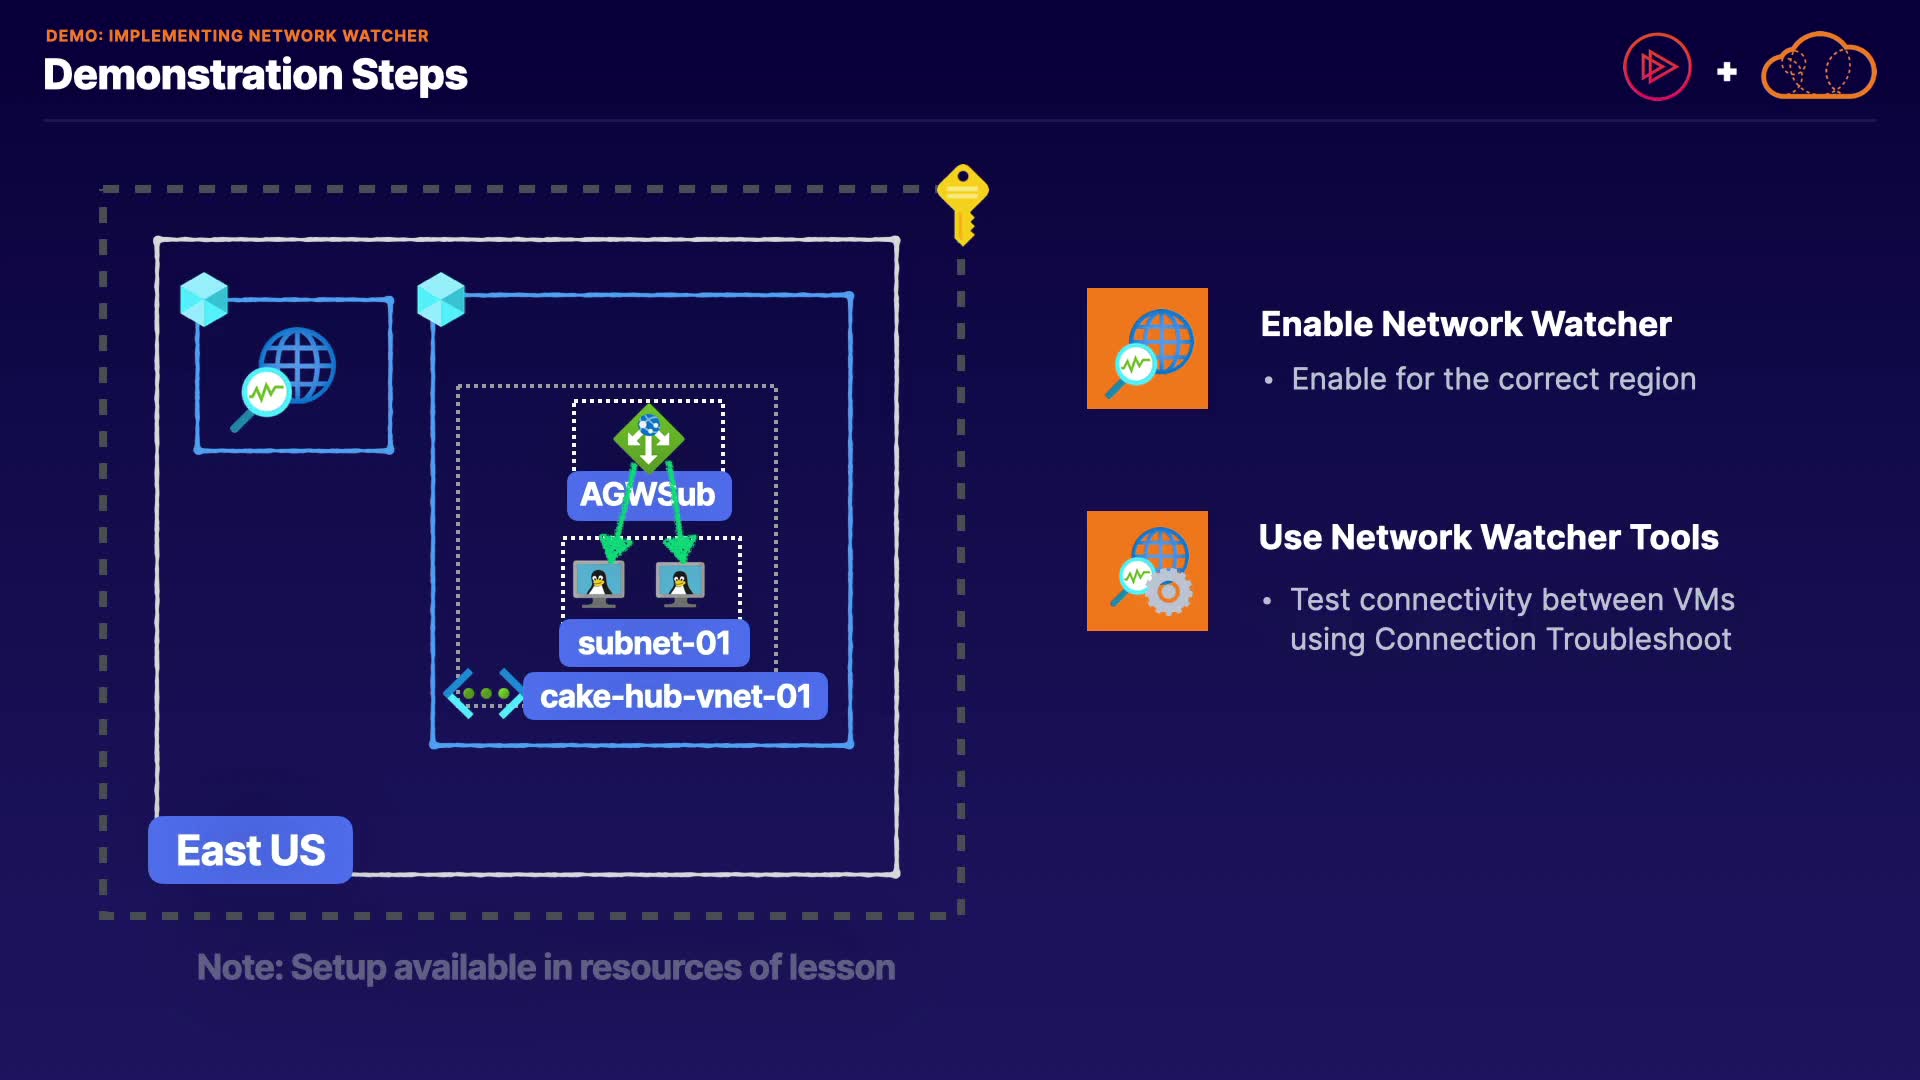 DEMO: IMPLEMENTING NETWORK WATCHER
Demonstration Steps
AGWSub
subnet-01
cake-hub-vnet-01
East US
Note: Setup available in resources of lesson
Enable Network Watcher
• Enable for the correct region
Use Network Watcher Tools
• Test connectivity between VMs
using Connection Troubleshoot